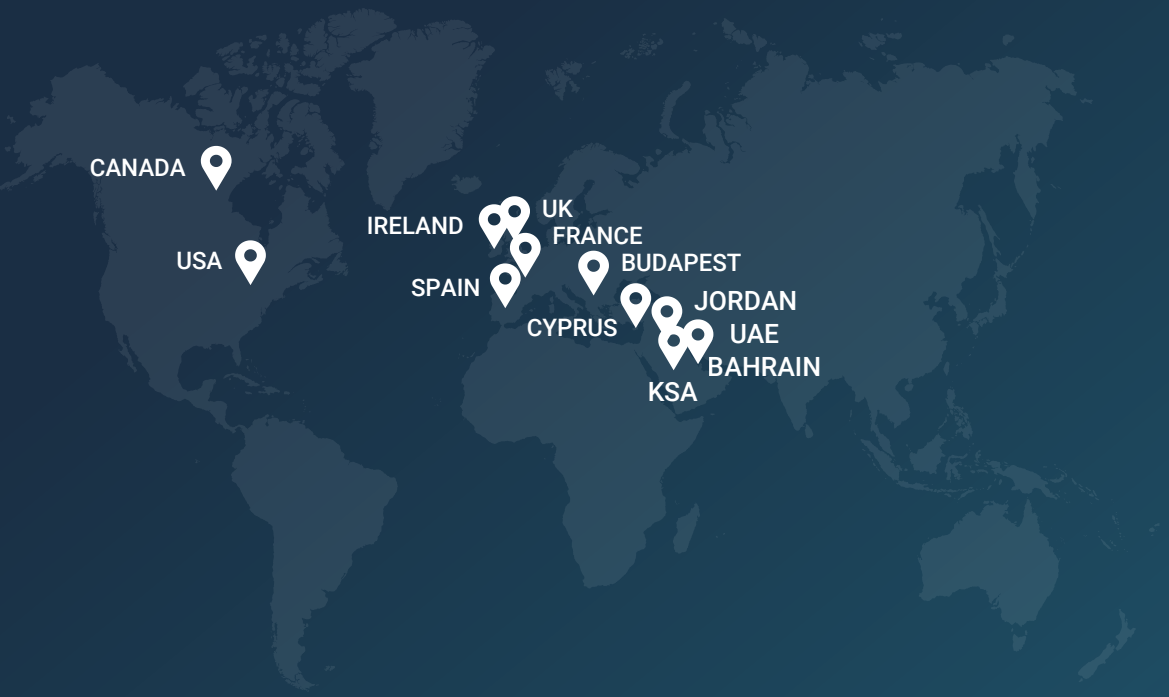 CANADA
UK
IRELAND
FRANCE
USA
BUDAPEST
SPAIN
JORDAN
CYPRUS
UAE
BAHRAIN
KSA